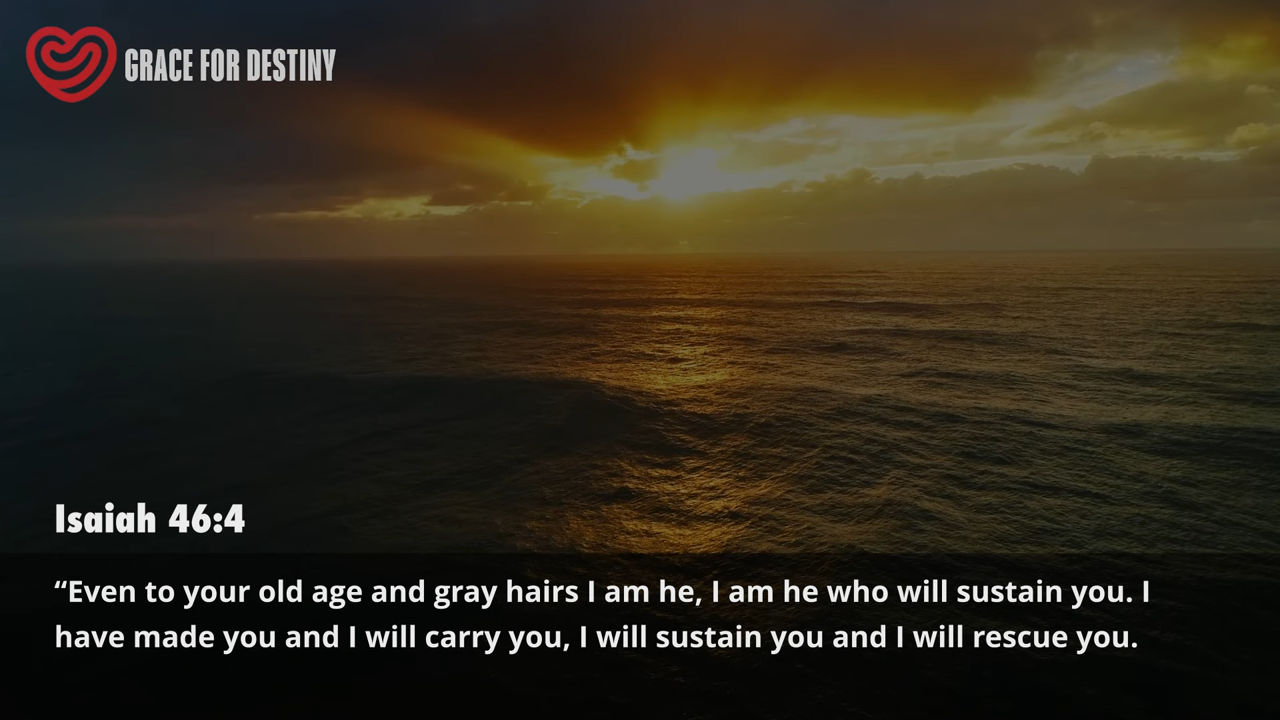 GRACE FOR DESTINY
Isaiah 46:4
“Even to your old age and gray hairs I am he, I am he who will sustain you. I
have made you and I will carry you, I will sustain you and I will rescue you.